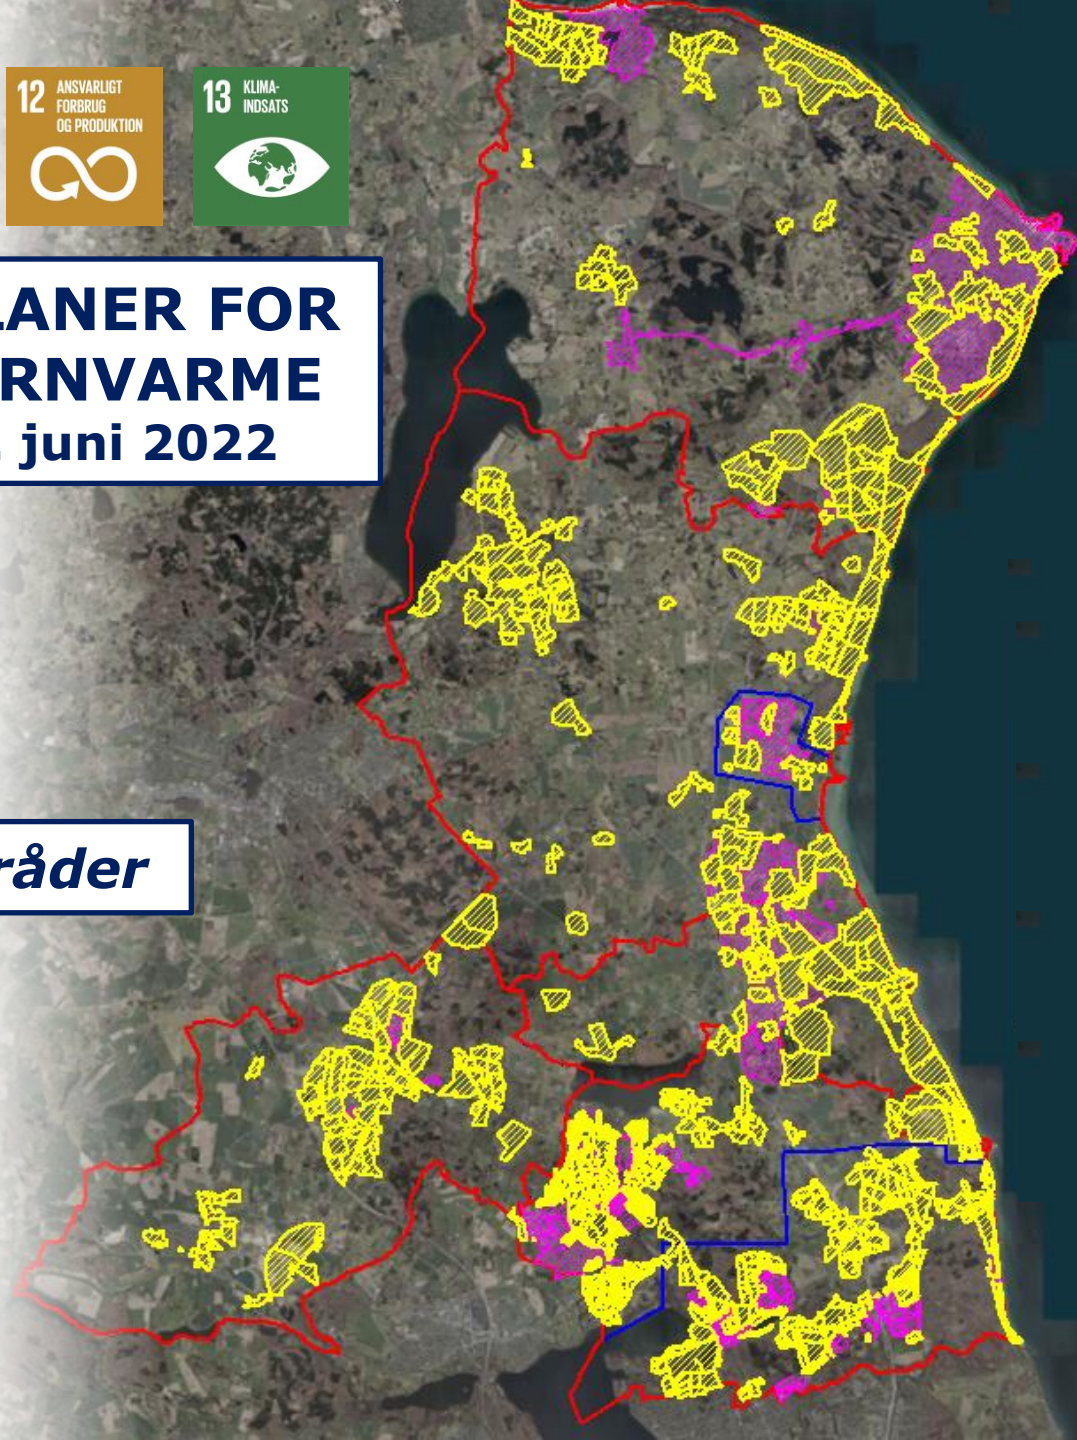 12 ANSVARLIGT
FORBRUG
OG PRODUKTION
13 KLIMA-
INDSATS
LANER FOR
RNVARME
juni 2022
råder